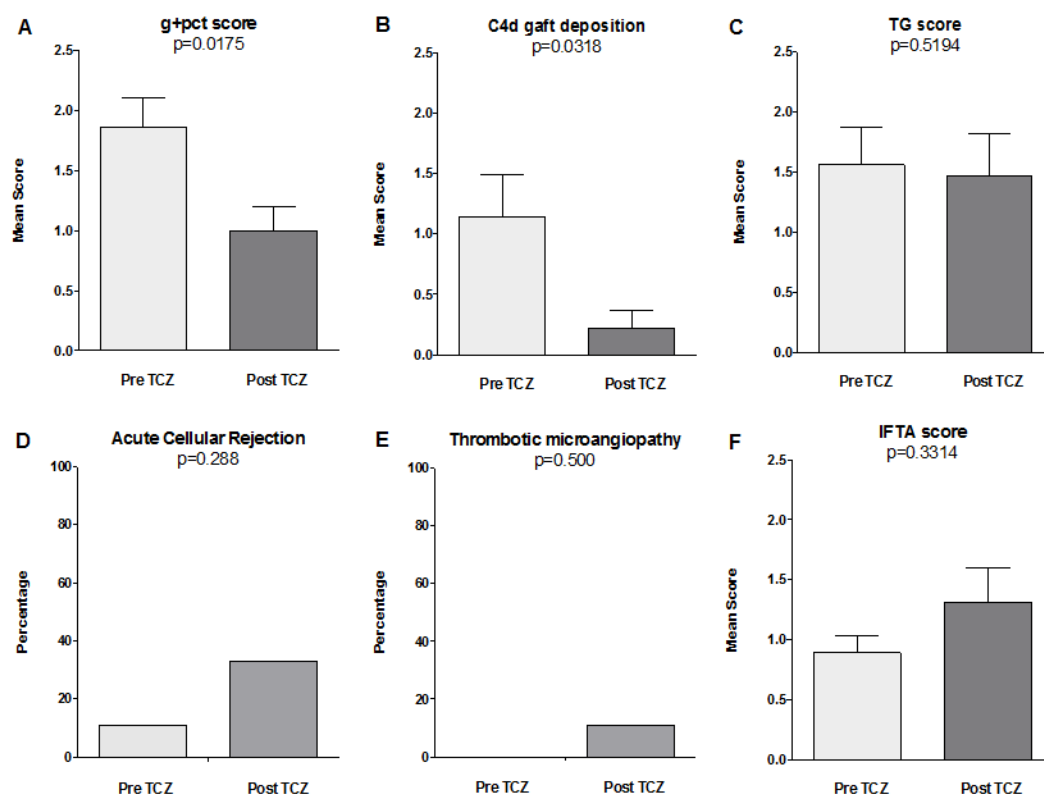 A
g+pct score
p=0.0175
2.5
2.0
1.5
1.0
0.5
0.0
Mean Score
Pre TCZ
Post TCZ
B
C4d gaft deposition
p=0.0318
2.5
2.0
1.5
1.0
0.5
0.0
Mean Score
Pre TCZ
Post TCZ
C
TG score
p=0.5194
2.5
2.0
1.5
1.0
0.5
0.0
Mean Score
Pre TCZ
Post TCZ
D
Acute Cellular Rejection
p=0.288
100
80
60
40
20
0
Percentage
Pre TCZ
Post TCZ
E
Thrombotic microangiopathy
p=0.500
100
80
60
40
20
0
Percentage
Pre TCZ
Post TCZ
F
IFTA score
p=0.3314
2.5
2.0
1.5
1.0
0.5
0.0
Mean Score
Pre TCZ
Post TCZ